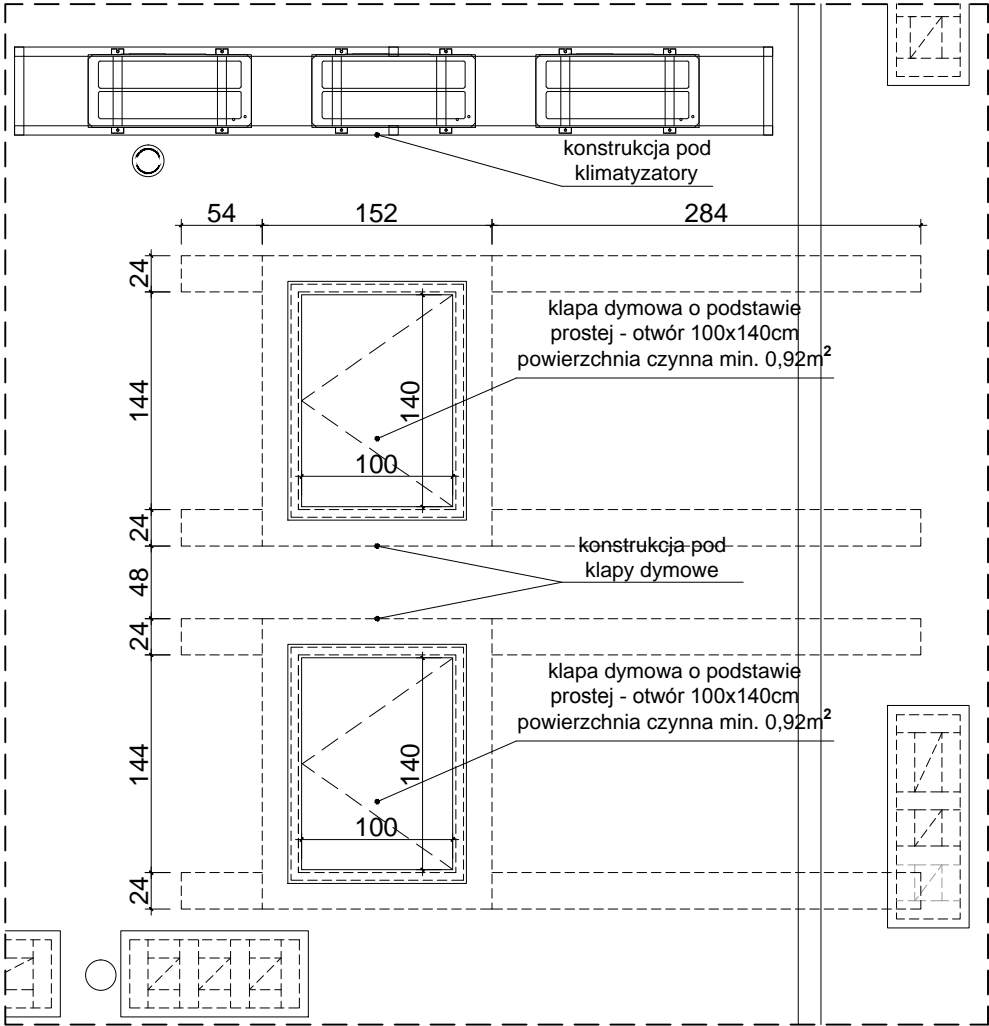 konstrukcja pod
klimatyzatory
54
152
284
24
klapa dymowa o podstawie
prostej - otwór 100x140cm
powierzchnia czynna min. 0,92m²
144
140
100
24
konstrukcja pod
klapy dymowe
48
24
klapa dymowa o podstawie
prostej - otwór 100x140cm
powierzchnia czynna min. 0,92m²
144
140
100
24